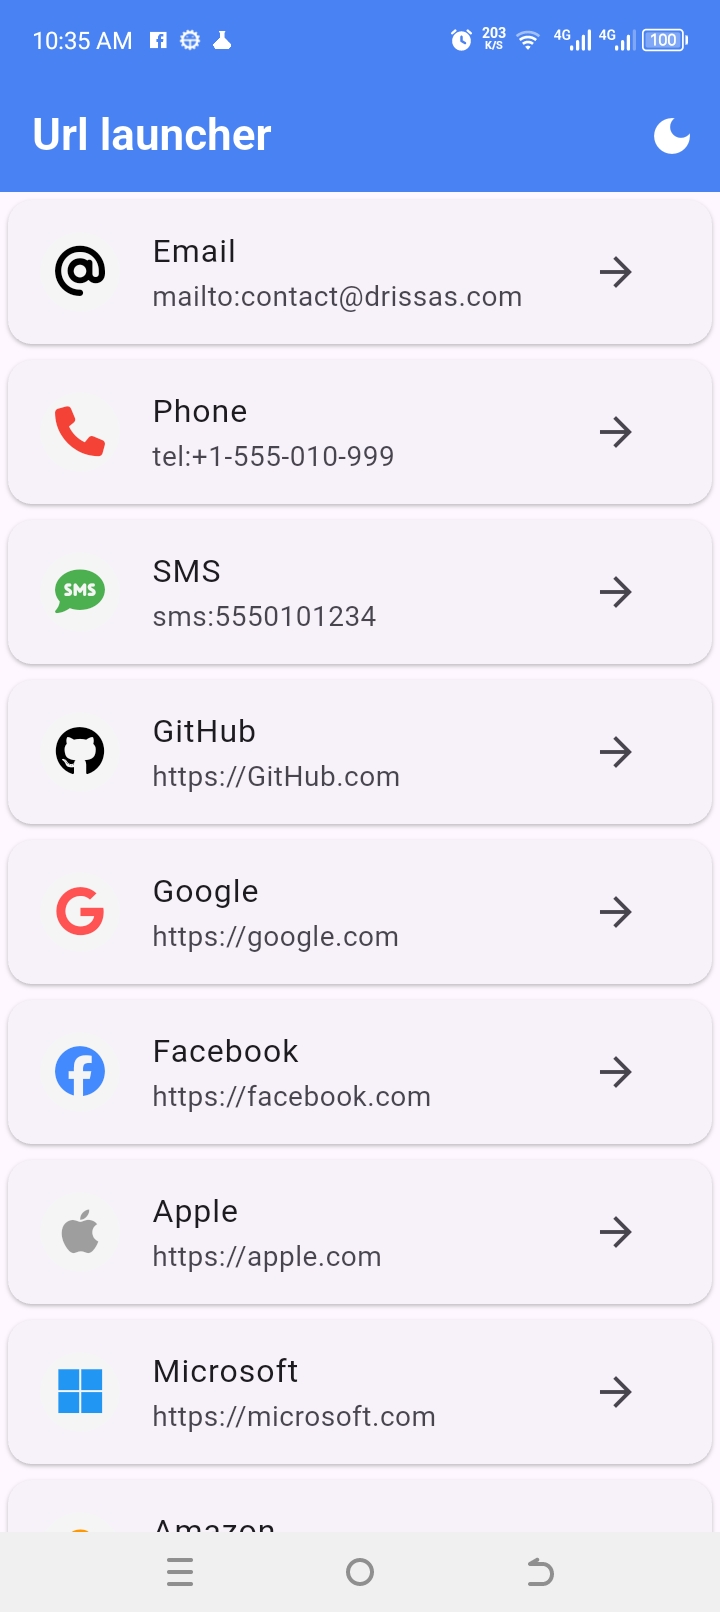 10:35 AM 203 K/S 4G 4G 100
Url launcher
Email
mailto:contact@drissas.com
Phone
tel:+1-555-010-999
SMS
SMS
sms:5550101234
GitHub
https://GitHub.com
Google
https://google.com
Facebook
https://facebook.com
Apple
https://apple.com
Microsoft
https://microsoft.com
Amazon